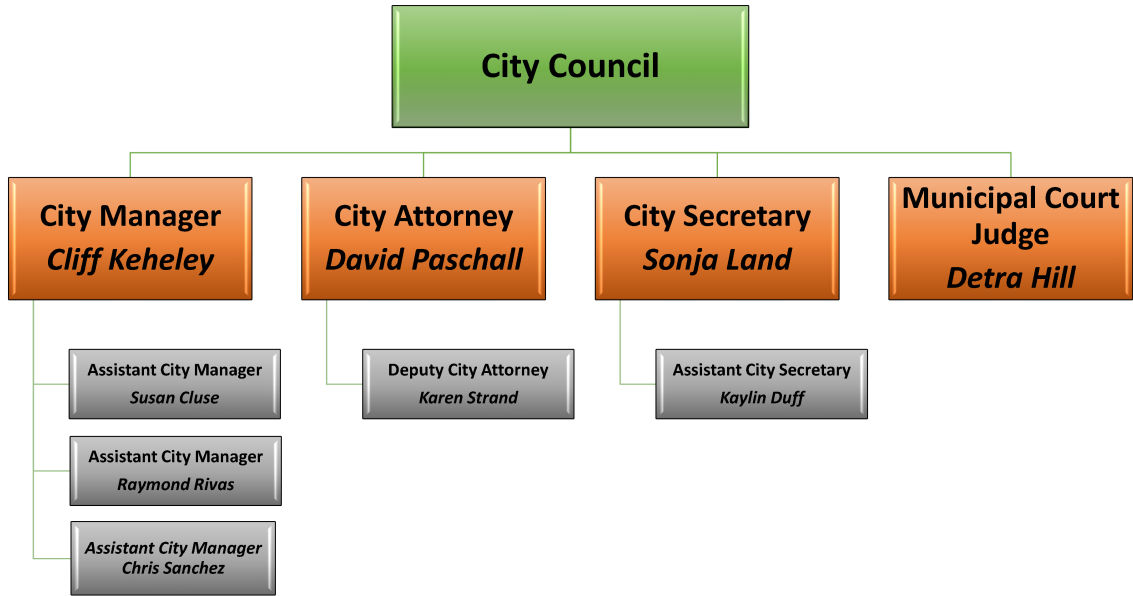 City Council
City Manager
Cliff Keheley
City Attorney
David Paschall
City Secretary
Sonja Land
Municipal Court
Judge
Detra Hill
Assistant City Manager
Susan Cluse
Deputy City Attorney
Karen Strand
Assistant City Secretary
Kaylin Duff
Assistant City Manager
Raymond Rivas
Assistant City Manager
Chris Sanchez